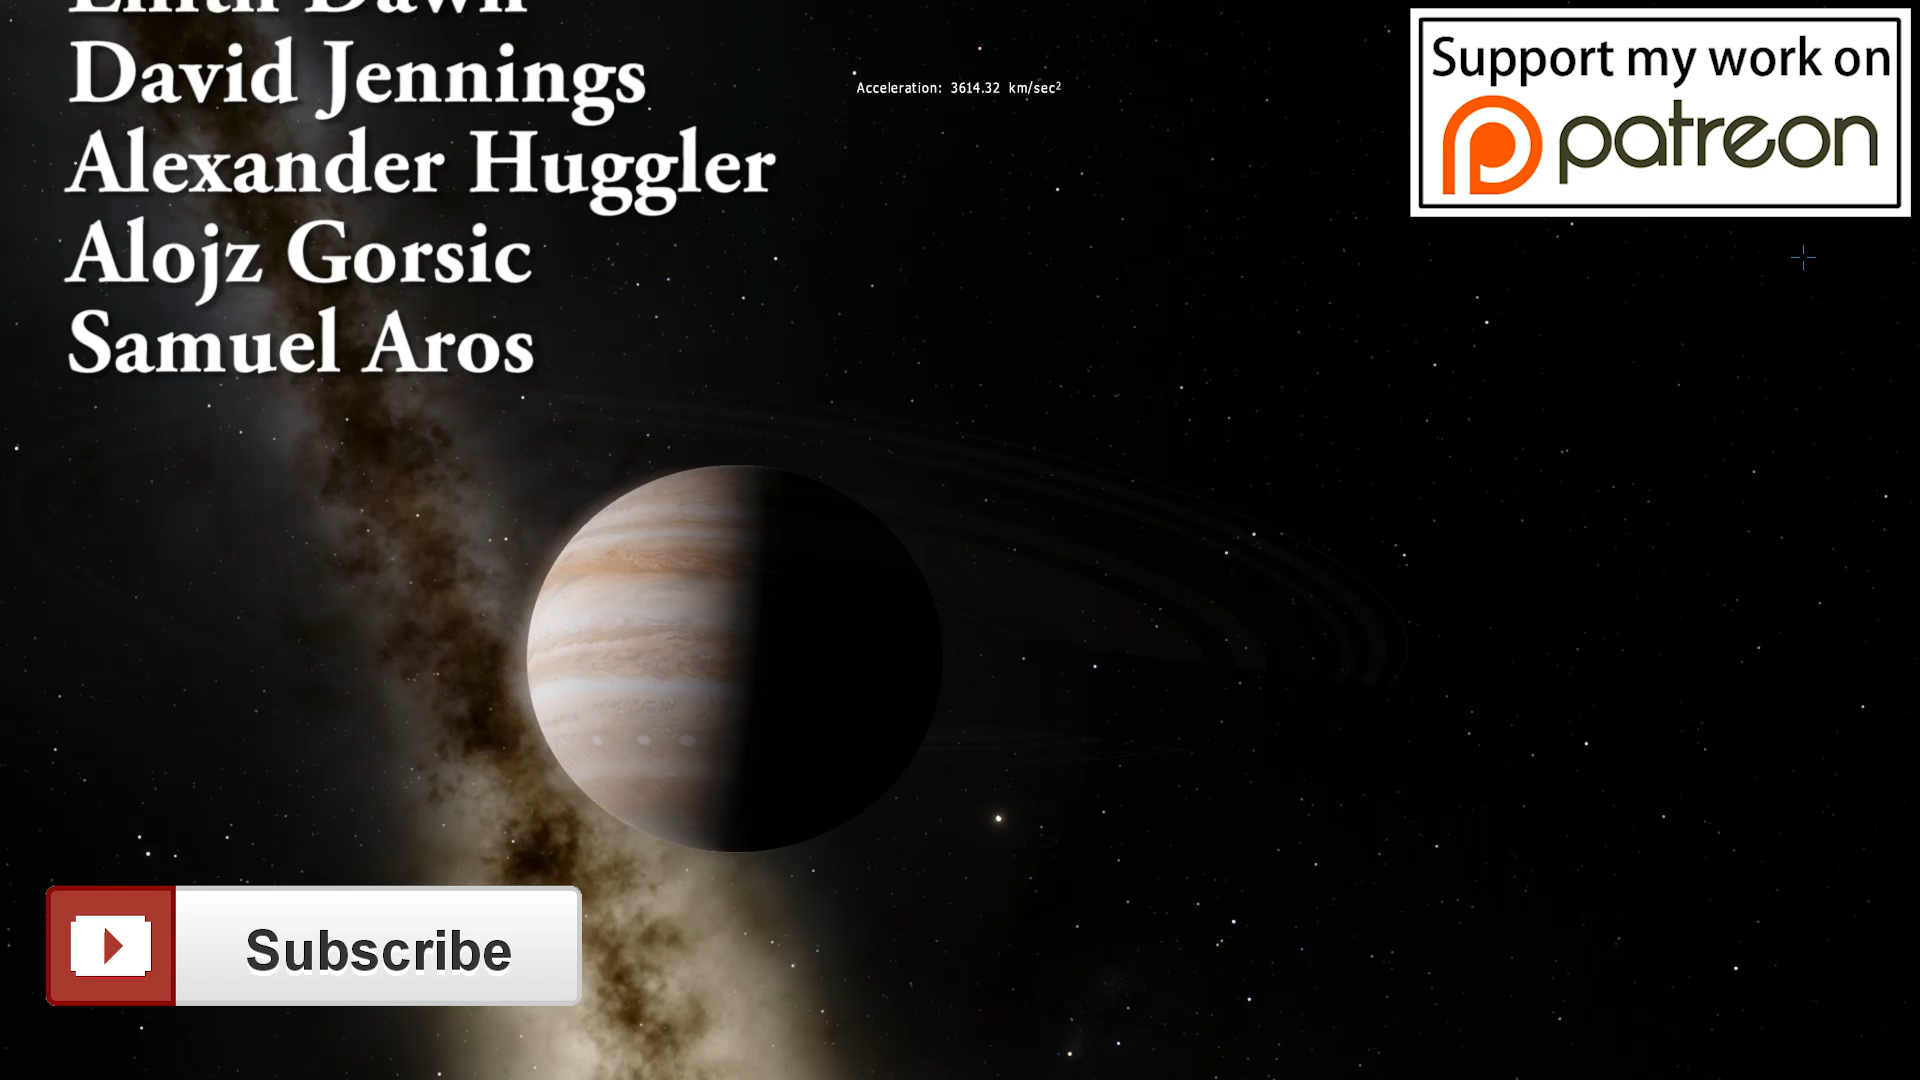 David Jennings
Alexander Huggler
Alojz Gorsic
Samuel Aros
Acceleration: 3614.32 km/sec²
Support my work on
patreon
Subscribe